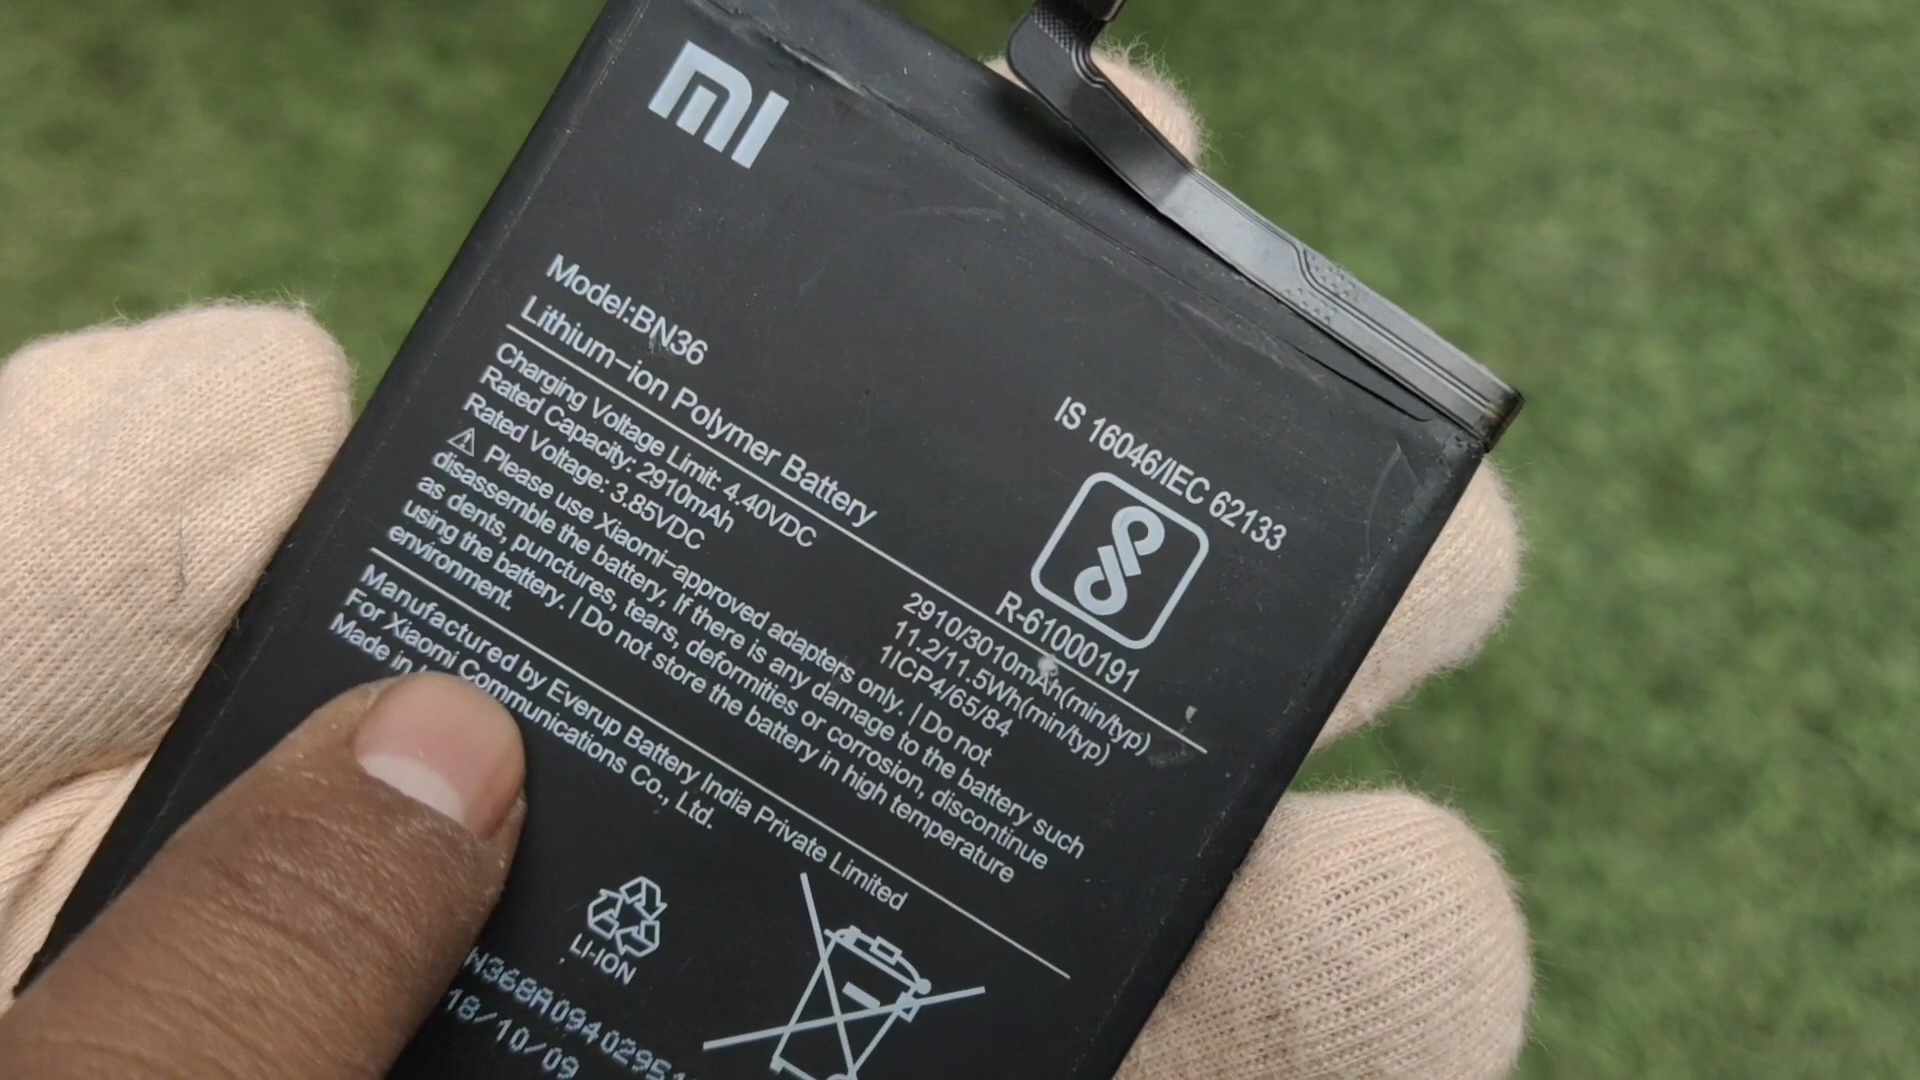 mi
Model:BN36
Lithium-ion Polymer Battery
IS 16046/IEC 62133
R-61000191
Charging Voltage Limit: 4.40VDC
Rated Capacity: 2910mAh
Rated Voltage: 3.85VDC
2910/3010mAh(min/typ)
11.2/11.5Wh(min/typ)
1ICP4/65/84
⚠ Please use Xiaomi-approved adapters only. | Do not
disassemble the battery, If there is any damage to the battery such
as dents, punctures, tears, deformities or corrosion, discontinue
using the battery. | Do not store the battery in high temperature
environment.
Manufactured by Everup Battery India Private Limited
For Xiaomi Communications Co., Ltd.
Made in
LI-ION
18/10/09